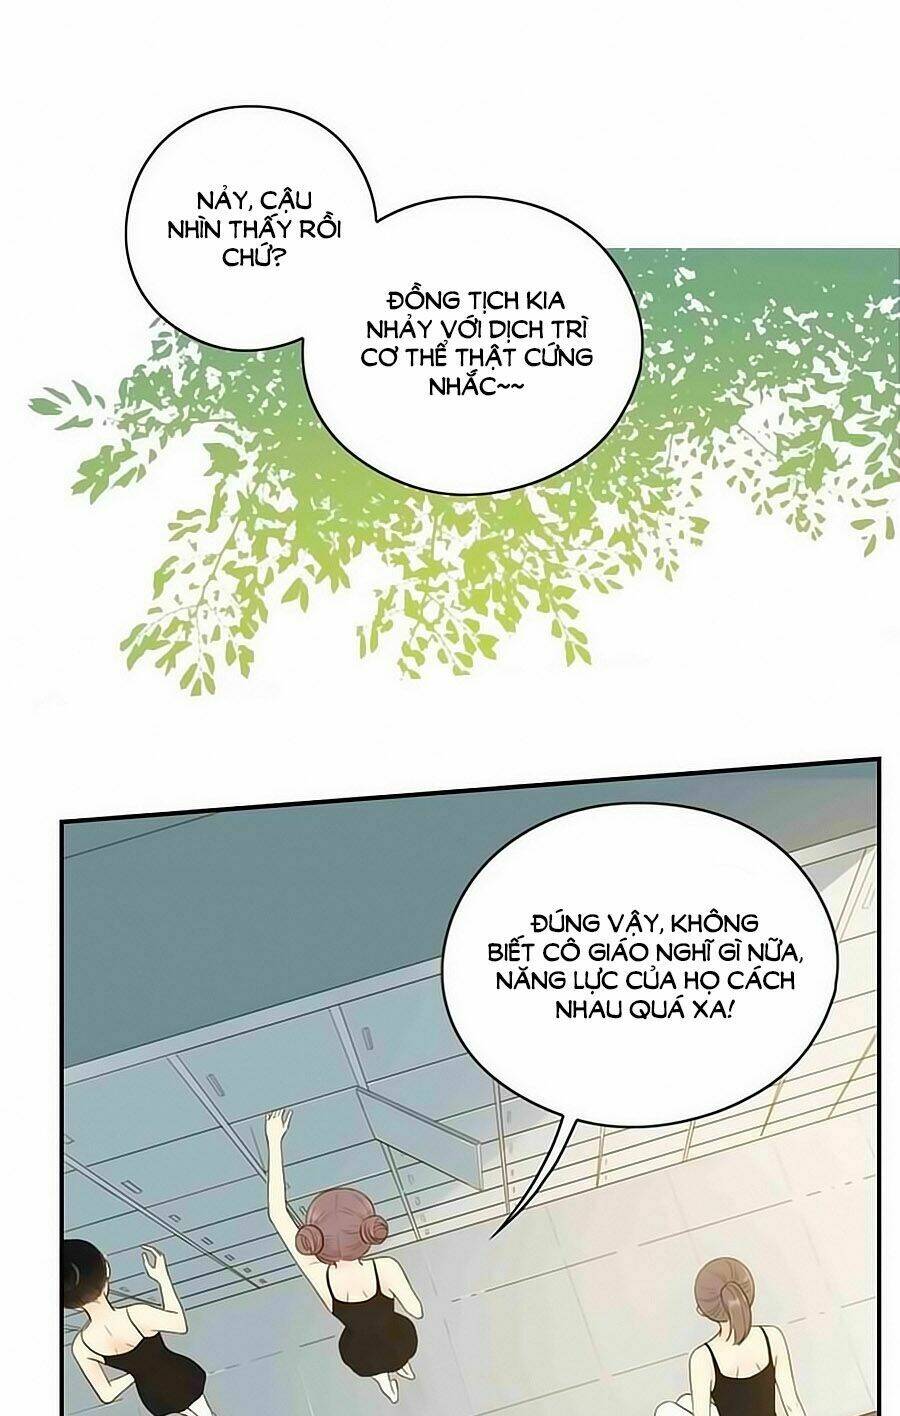 NẢY, CẬU
NHÌN THẤY RỒI
CHỨ?
ĐỒNG TỊCH KIA
NHẢY VỚI DỊCH TRÌ
CƠ THỂ THẬT CỨNG
NHẮC~~
ĐÚNG VẬY, KHÔNG
BIẾT CÔ GIÁO NGHĨ GÌ NỮA,
NĂNG LỰC CỦA HỌ CÁCH
NHAU QUÁ XA!